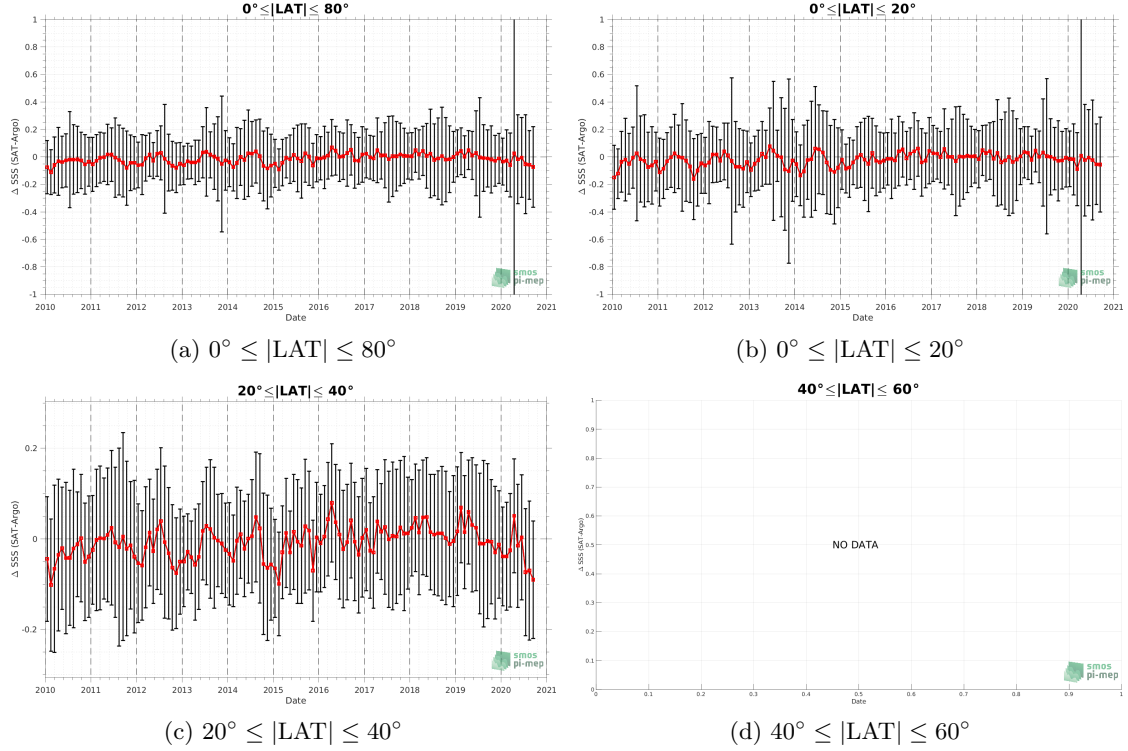 0°≤|LAT|≤ 80°
Δ SSS (SAT-Argo)
1
0.8
0.6
0.4
0.2
0
-0.2
-0.4
-0.6
-0.8
-1
2010 2011 2012 2013 2014 2015 2016 2017 2018 2019 2020 2021
Date
smos
pi-mep
(a) 0° ≤ |LAT| ≤ 80°
0°≤|LAT|≤ 20°
Δ SSS (SAT-Argo)
1
0.8
0.6
0.4
0.2
0
-0.2
-0.4
-0.6
-0.8
-1
2010 2011 2012 2013 2014 2015 2016 2017 2018 2019 2020 2021
Date
smos
pi-mep
(b) 0° ≤ |LAT| ≤ 20°
20°≤|LAT|≤ 40°
Δ SSS (SAT-Argo)
0.2
0
-0.2
2010 2011 2012 2013 2014 2015 2016 2017 2018 2019 2020 2021
Date
smos
pi-mep
(c) 20° ≤ |LAT| ≤ 40°
40°≤|LAT|≤ 60°
Δ SSS (SAT-Argo)
1
0.9
0.8
0.7
0.6
0.5
0.4
0.3
0.2
0.1
0
NO DATA
0 0.1 0.2 0.3 0.4 0.5 0.6 0.7 0.8 0.9 1
Date
smos
pi-mep
(d) 40° ≤ |LAT| ≤ 60°